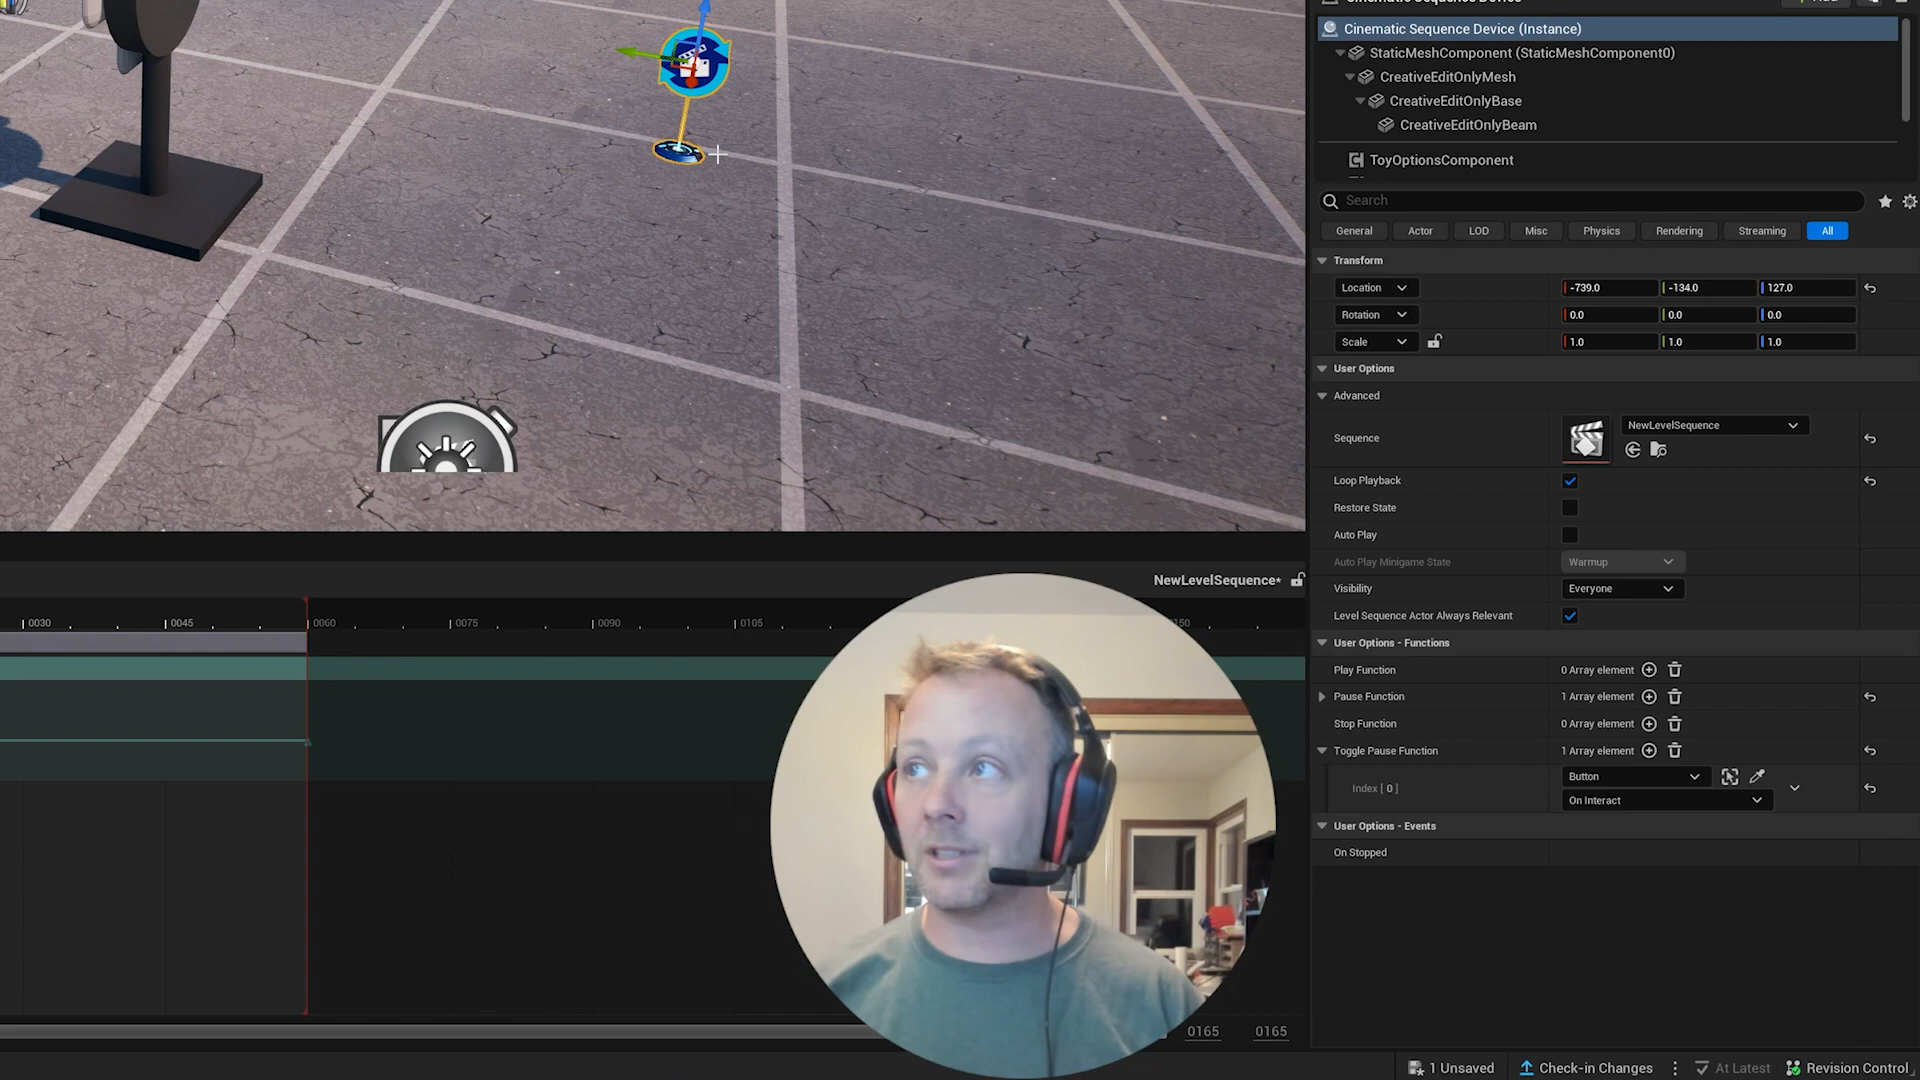 Cinematic Sequence Device
Add
Cinematic Sequence Device (Instance)
StaticMeshComponent (StaticMeshComponent0)
CreativeEditOnlyMesh
CreativeEditOnlyBase
CreativeEditOnlyBeam
ToyOptionsComponent
Search
General Actor LOD Misc Physics Rendering Streaming All
Transform
Location -739.0 -134.0 127.0
Rotation 0.0 0.0 0.0
Scale 1.0 1.0 1.0
User Options
Advanced
Sequence NewLevelSequence
Loop Playback
Restore State
Auto Play
Auto Play Minigame State Warmup
Visibility Everyone
Level Sequence Actor Always Relevant
User Options - Functions
Play Function 0 Array element
Pause Function 1 Array element
Stop Function 0 Array element
Toggle Pause Function 1 Array element
Index [ 0 ] Button
On Interact
User Options - Events
On Stopped
NewLevelSequence*
0030 0045 0060 0075 0090 0105 150
0165 0165
1 Unsaved Check-in Changes At Latest Revision Control